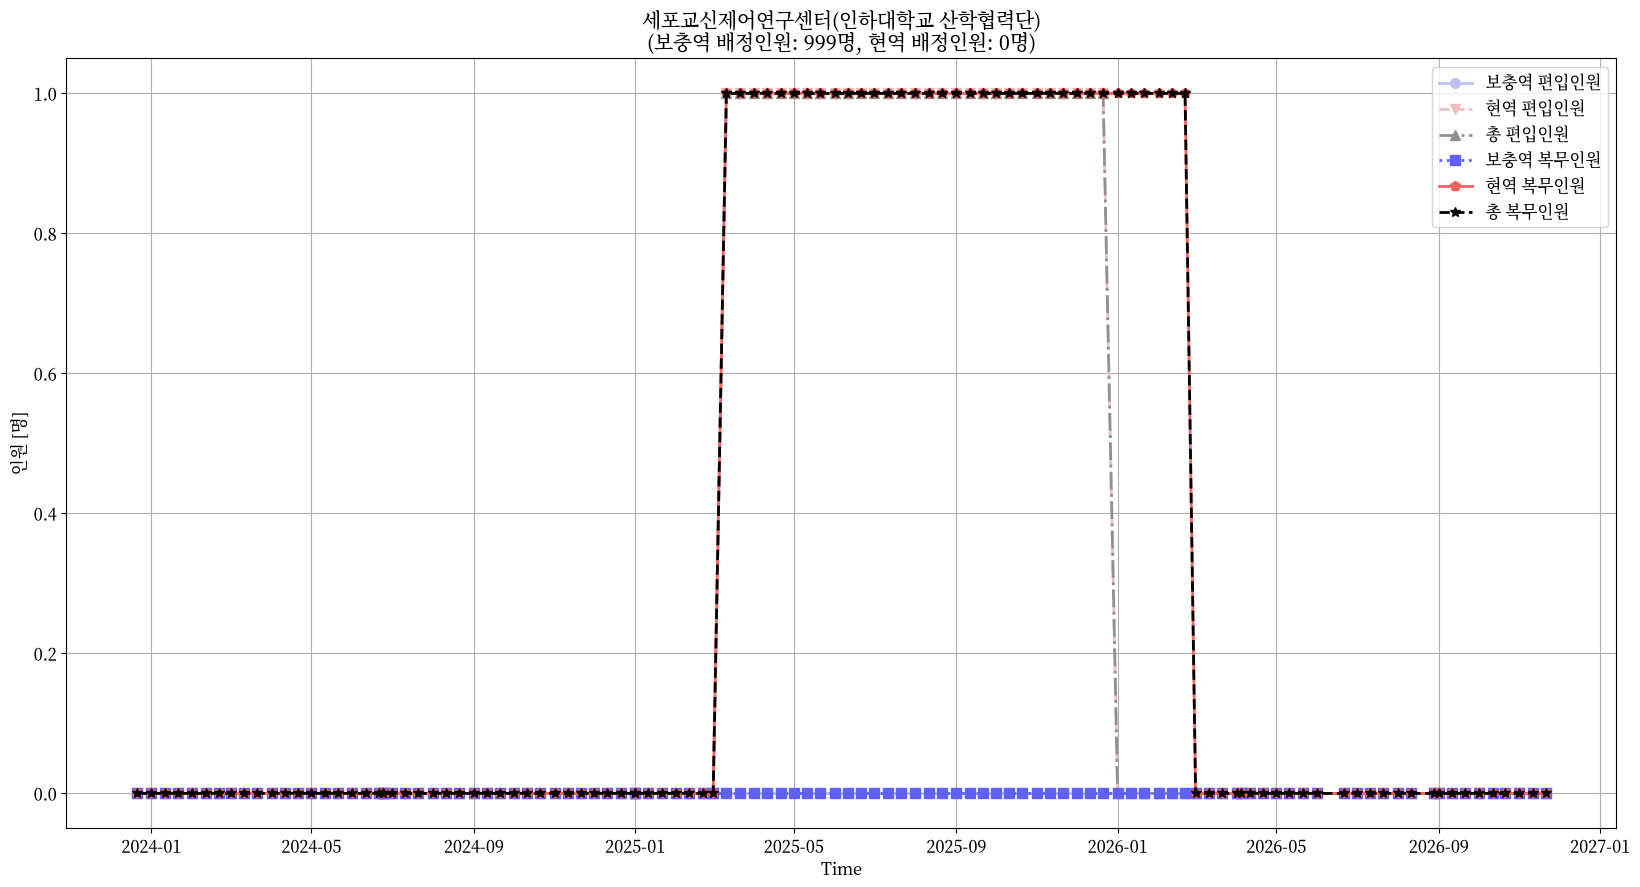 세포교신제어연구센터(인하대학교 산학협력단)
(보충역 배정인원: 999명, 현역 배정인원: 0명)
보충역 편입인원
현역 편입인원
총 편입인원
보충역 복무인원
현역 복무인원
총 복무인원
인원 [명]
1.0
0.8
0.6
0.4
0.2
0.0
2024-01
2024-05
2024-09
2025-01
2025-05
2025-09
2026-01
2026-05
2026-09
2027-01
Time